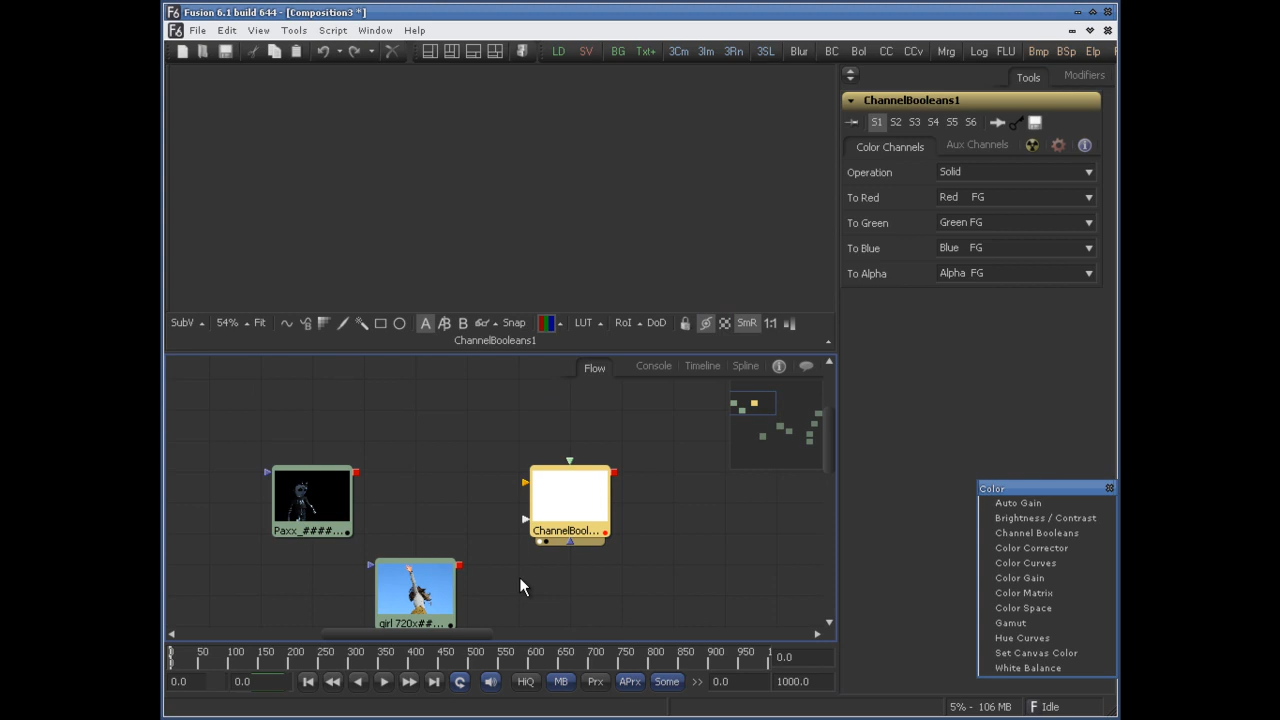 Fusion 6.1 build 644 - [Composition3 *]
File Edit View Tools Script Window Help
LD SV BG Txt+ 3Cm 3Im 3Rn 3SL Blur BC Bol CC CCv Mrg Log FLU Bmp BSp Elp
Tools Modifiers
ChannelBooleans1
S1 S2 S3 S4 S5 S6
Color Channels Aux Channels
Operation Solid
To Red Red FG
To Green Green FG
To Blue Blue FG
To Alpha Alpha FG
SubV 54% Fit A B B Snap LUT RoI DoD SmR 1:1
ChannelBooleans1
Flow Console Timeline Spline
Paxx_####...
ChannelBool...
girl 720x##...
Color
Auto Gain
Brightness / Contrast
Channel Booleans
Color Corrector
Color Curves
Color Gain
Color Matrix
Color Space
Gamut
Hue Curves
Set Canvas Color
White Balance
0 50 100 150 200 250 300 350 400 450 500 550 600 650 700 750 800 850 900 950 1 0.0
0.0 0.0 HiQ MB Prx APrx Some 0.0 1000.0
5% - 106 MB Idle